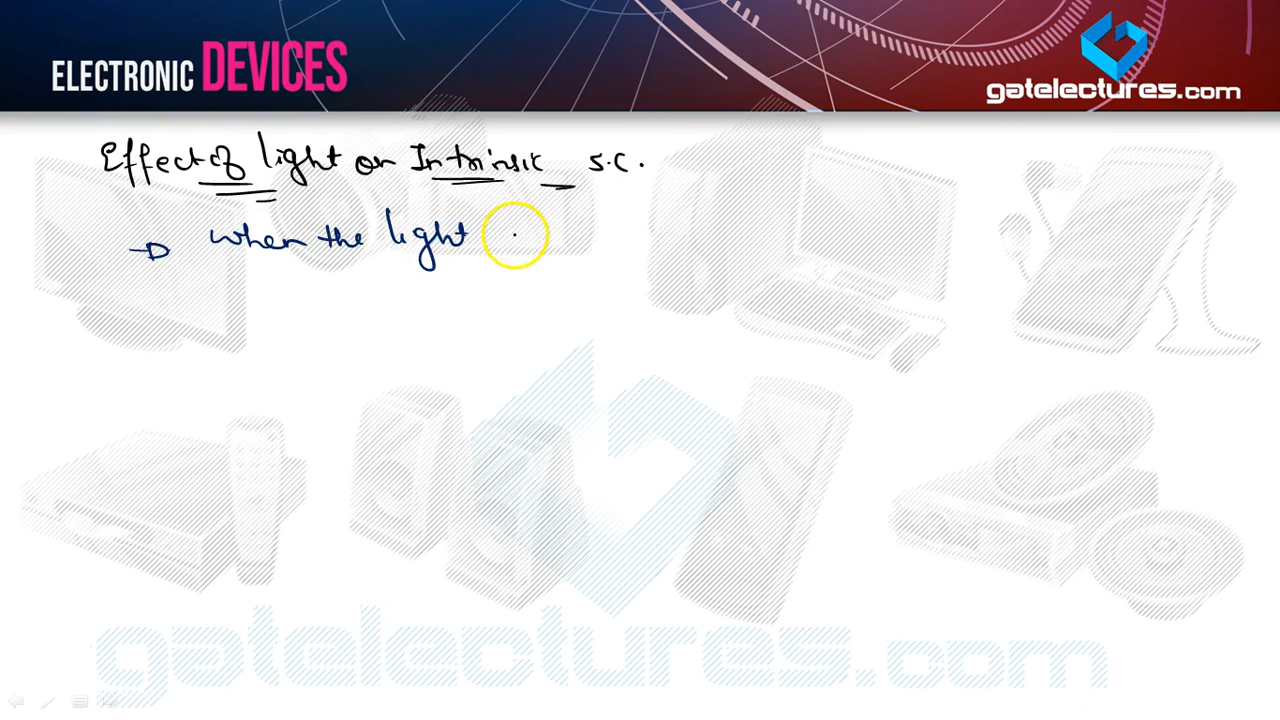 ELECTRONIC DEVICES
gatelectures.com
Effect of light on Intrinsic s.c.
→ when the light
gatelectures.com